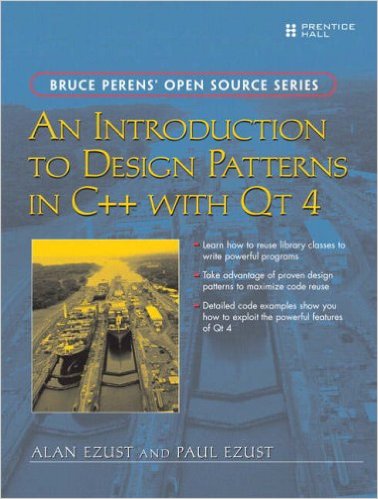 PRENTICE
HALL
BRUCE PERENS' OPEN SOURCE SERIES
AN INTRODUCTION
TO DESIGN PATTERNS
IN C++ WITH QT 4
Learn how to reuse library classes to
write powerful programs
Take advantage of proven design
patterns to maximize code reuse
Detailed code examples show you
how to exploit the powerful features
of Qt 4
ALAN EZUST AND PAUL EZUST